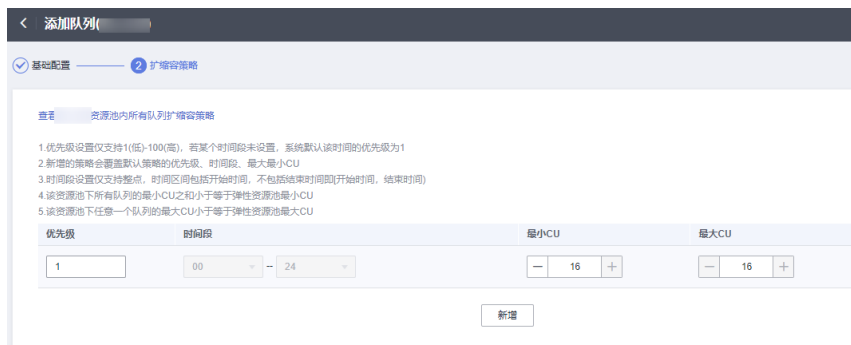 添加队列(
基础配置 2 扩缩容策略
查看 资源池内所有队列扩缩容策略
1.优先级设置仅支持1(低)-100(高)，若某个时间段未设置，系统默认该时间的优先级为1
2.新增的策略会覆盖默认策略的优先级、时间段、最大最小CU
3.时间段设置仅支持整点，时间区间包括开始时间，不包括结束时间即[开始时间，结束时间)
4.该资源池下所有队列的最小CU之和小于等于弹性资源池最小CU
5.该资源池下任意一个队列的最大CU小于等于弹性资源池最大CU
优先级 时间段 最小CU 最大CU
1 00 -- 24 — 16 + — 16 +
新增